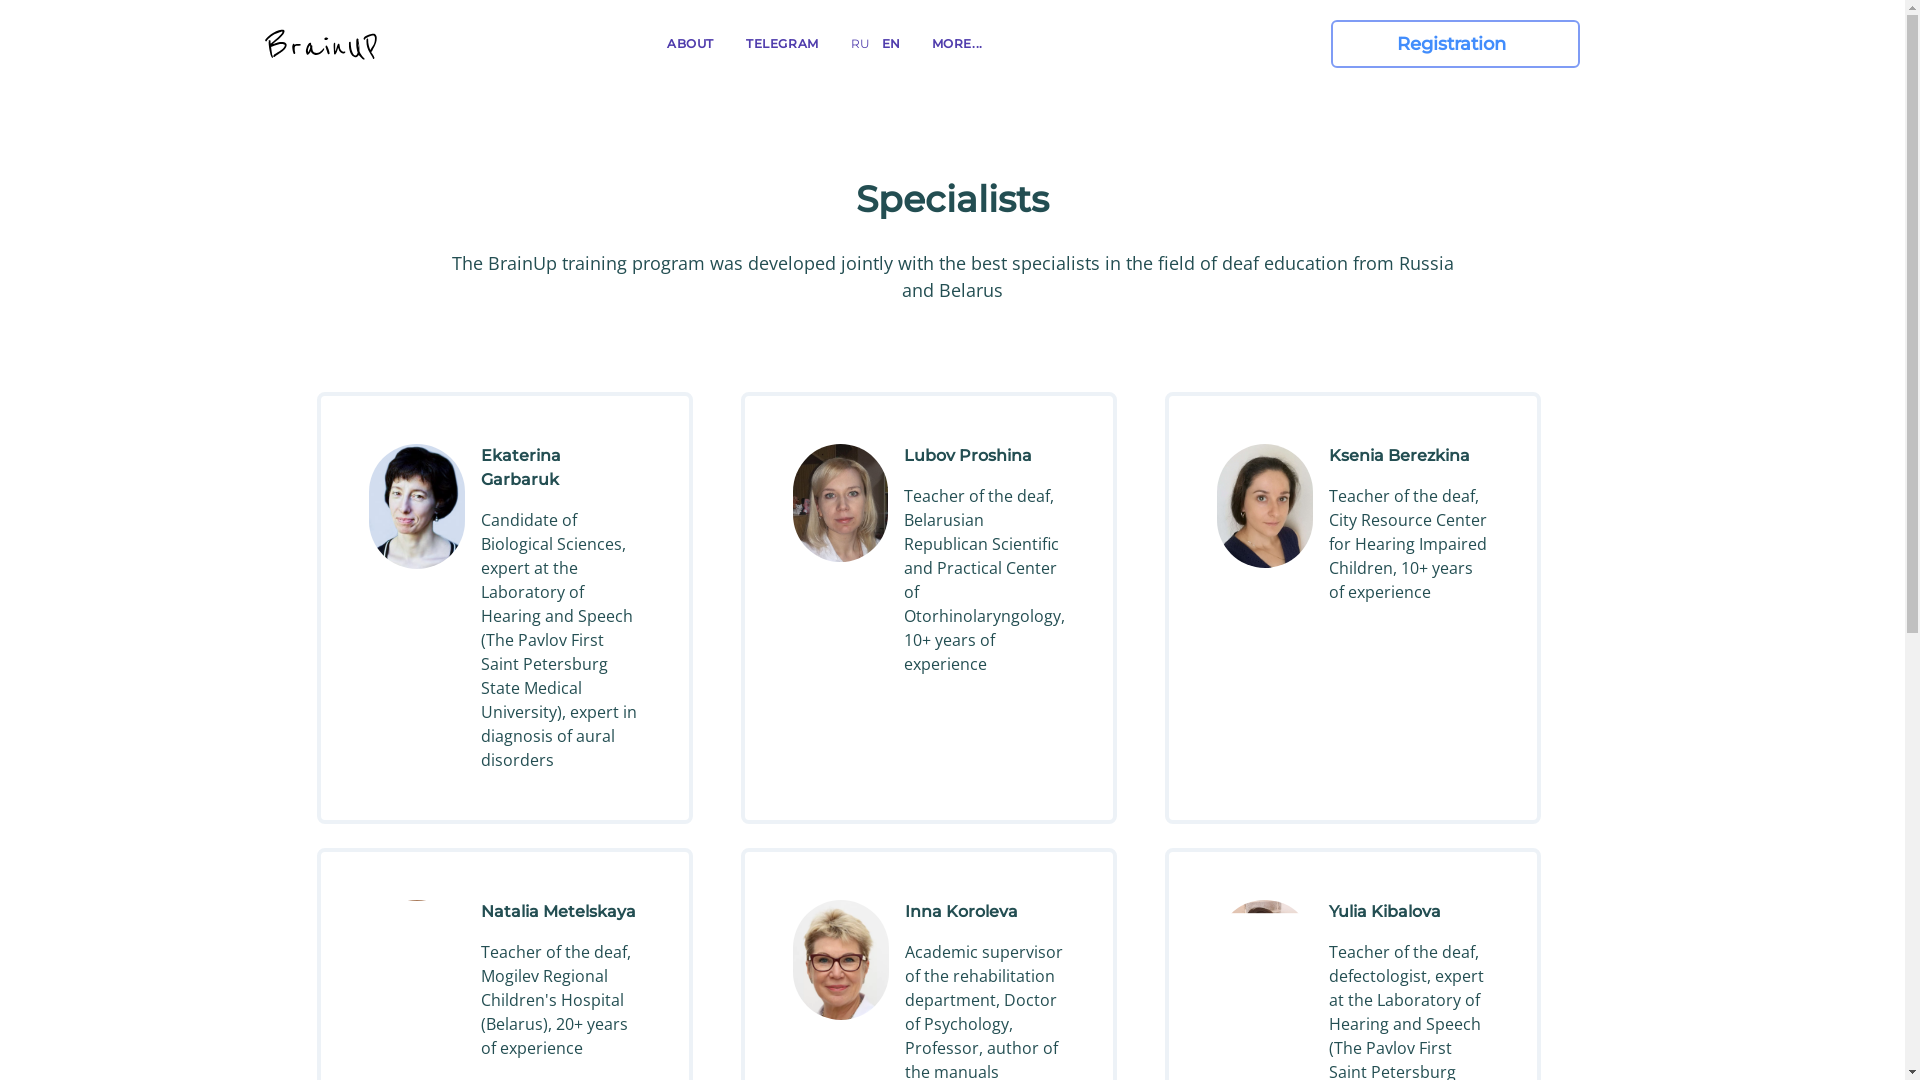 BrainUP
ABOUT
TELEGRAM
RU
EN
MORE...
Registration
Specialists
The BrainUp training program was developed jointly with the best specialists in the field of deaf education from Russia
and Belarus
Ekaterina
Garbaruk
Candidate of
Biological Sciences,
expert at the
Laboratory of
Hearing and Speech
(The Pavlov First
Saint Petersburg
State Medical
University), expert in
diagnosis of aural
disorders
Lubov Proshina
Teacher of the deaf,
Belarusian
Republican Scientific
and Practical Center
of
Otorhinolaryngology,
10+ years of
experience
Ksenia Berezkina
Teacher of the deaf,
City Resource Center
for Hearing Impaired
Children, 10+ years
of experience
Natalia Metelskaya
Teacher of the deaf,
Mogilev Regional
Children's Hospital
(Belarus), 20+ years
of experience
Inna Koroleva
Academic supervisor
of the rehabilitation
department, Doctor
of Psychology,
Professor, author of
the manuals
Yulia Kibalova
Teacher of the deaf,
defectologist, expert
at the Laboratory of
Hearing and Speech
(The Pavlov First
Saint Petersburg